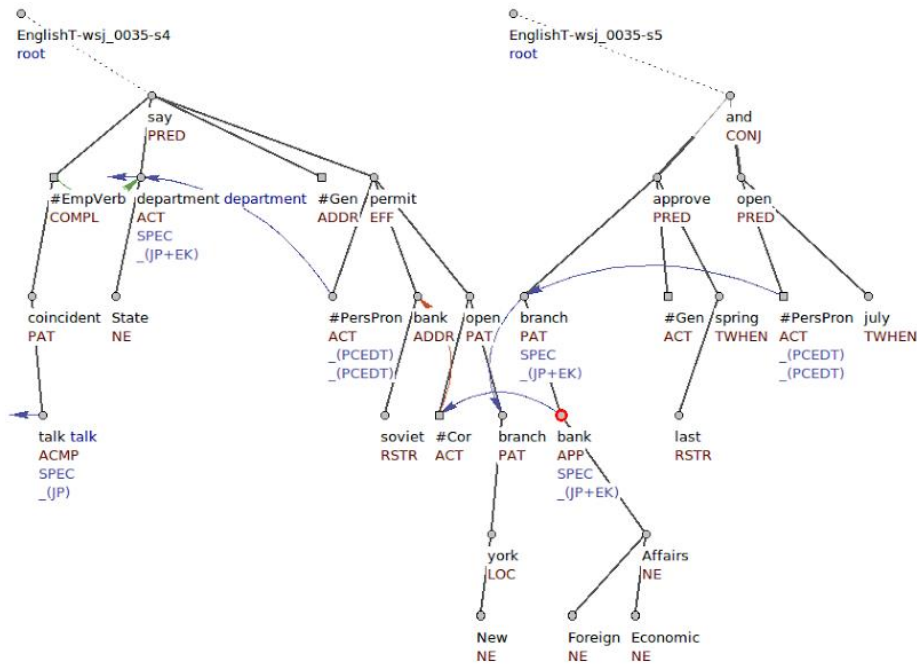 EnglishT-wsj_0035-s4
root
say
PRED
#EmpVerb
COMPL
department department
ACT
SPEC
_(JP+EK)
#Gen
ADDR
permit
EFF
coincident
PAT
State
NE
#PersPron
ACT
_(PCEDT)
_(PCEDT)
bank
ADDR
open
PAT
talk talk
ACMP
SPEC
_(JP)
soviet
RSTR
#Cor
ACT
branch
PAT
york
LOC
New
NE
EnglishT-wsj_0035-s5
root
and
CONJ
approve
PRED
open
PRED
branch
PAT
SPEC
_(JP+EK)
#Gen
ACT
spring
TWHEN
#PersPron
ACT
_(PCEDT)
_(PCEDT)
july
TWHEN
bank
APP
SPEC
_(JP+EK)
last
RSTR
Affairs
NE
Foreign
NE
Economic
NE